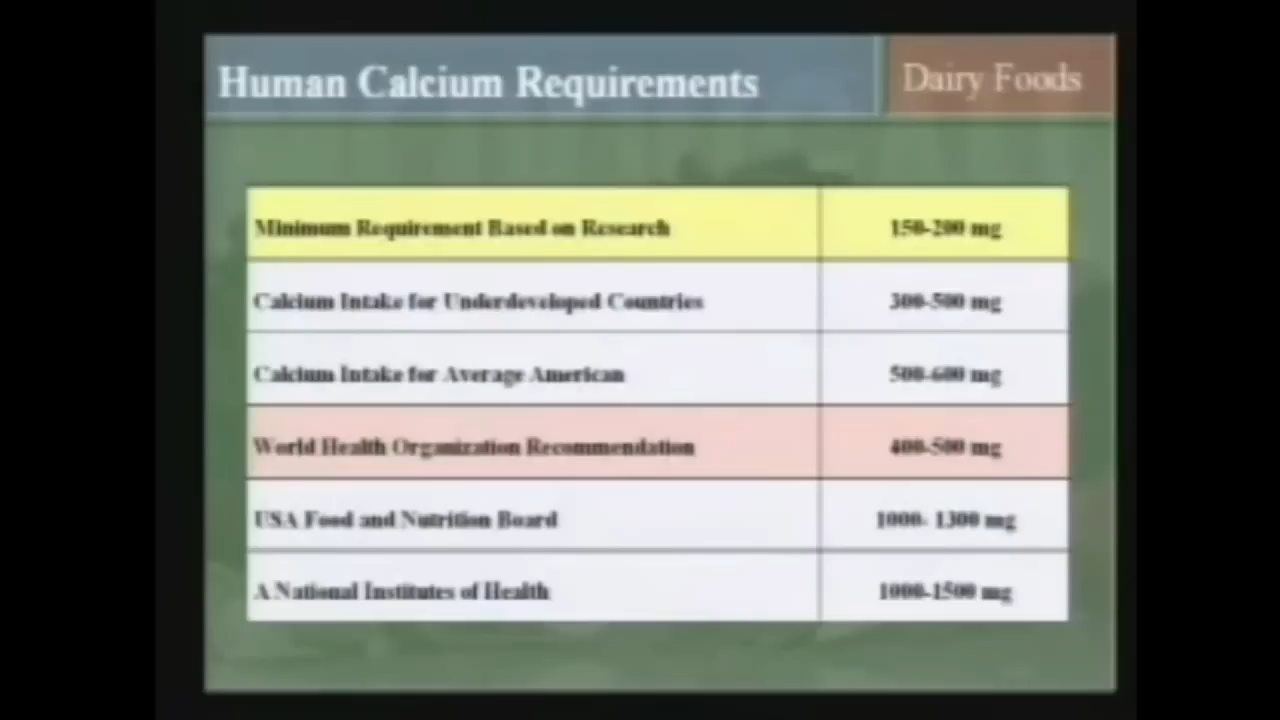 Human Calcium Requirements
Dairy Foods
Minimum Requirement Based on Research 150-200 mg
Calcium Intake for Underdeveloped Countries 300-500 mg
Calcium Intake for Average American 500-600 mg
World Health Organization Recommendation 400-500 mg
USA Food and Nutrition Board 1000- 1300 mg
A National Institutes of Health 1000-1500 mg